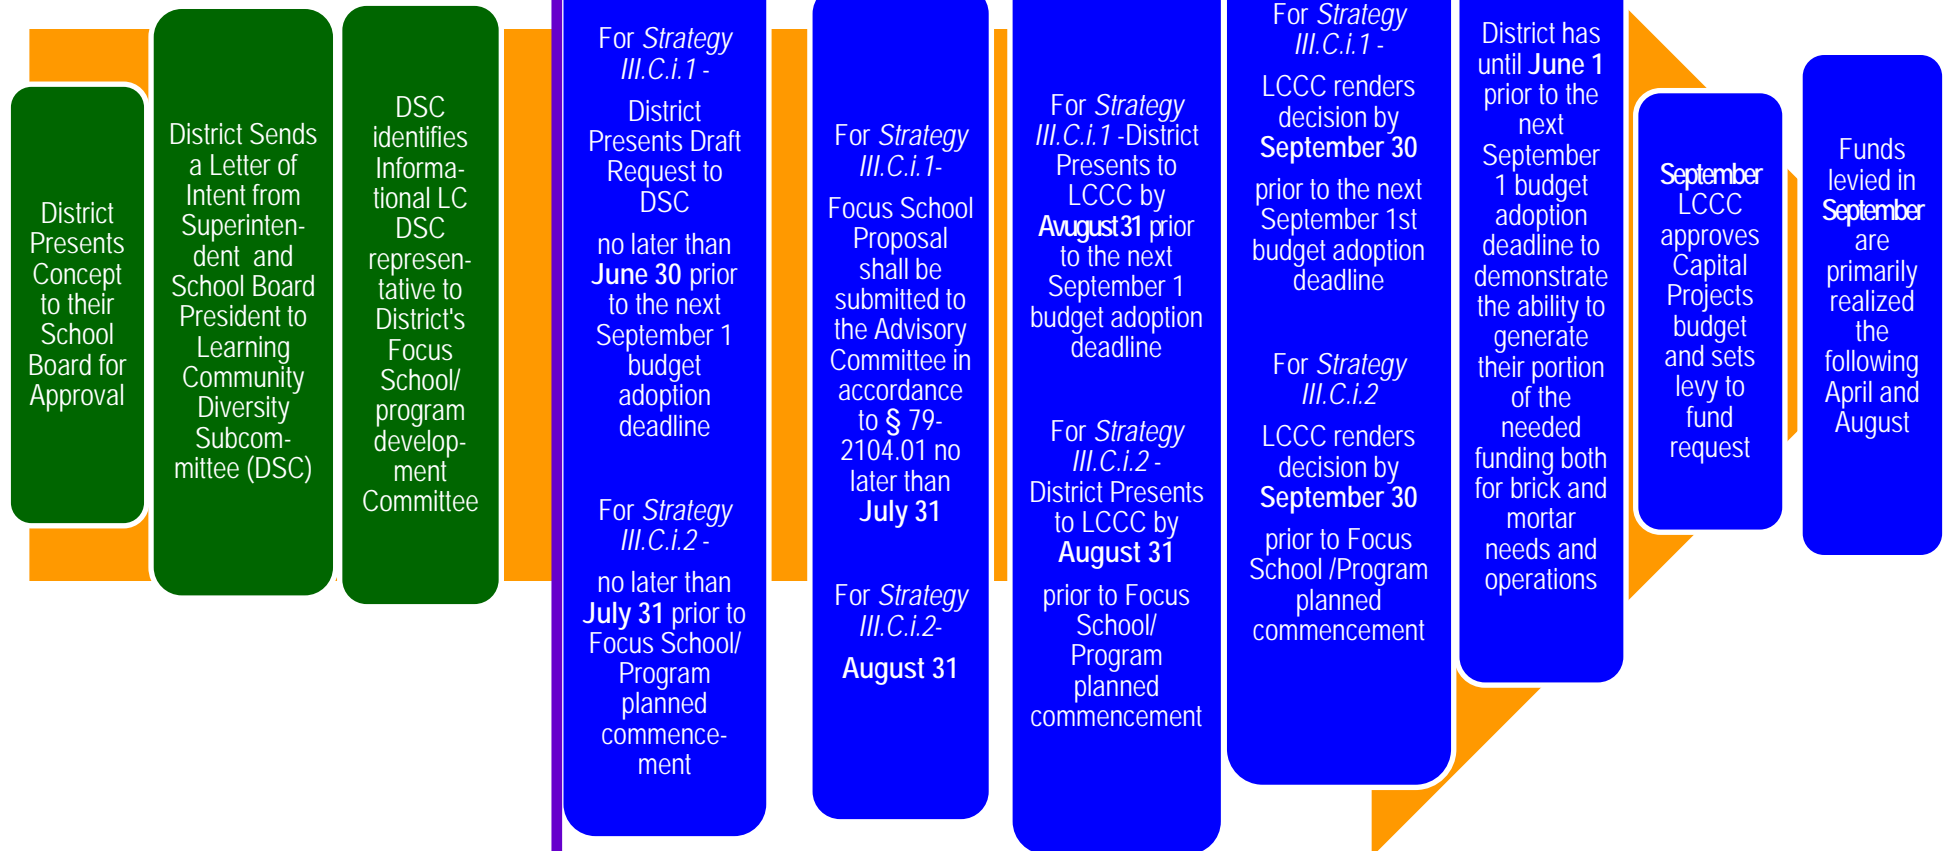 District
Presents
Concept
to their
School
Board for
Approval
District Sends
a Letter of
Intent from
Superinten-
dent and
School Board
President to
Learning
Community
Diversity
Subcom-
mittee (DSC)
DSC
identifies
Informa-
tional LC
DSC
represen-
tative to
District's
Focus
School/
program
develop-
ment
Committee
For Strategy
III.C.i.1 -
District
Presents Draft
Request to
DSC
no later than
June 30 prior
to the next
September 1
budget
adoption
deadline
For Strategy
III.C.i.2 -
no later than
July 31 prior to
Focus School/
Program
planned
commence-
ment
For Strategy
III.C.i.1-
Focus School
Proposal
shall be
submitted to
the Advisory
Committee in
accordance
to § 79-
2104.01 no
later than
July 31
For Strategy
III.C.i.2-
August 31
For Strategy
III.C.i.1 -District
Presents to
LCCC by
Avugust 31 prior
to the next
September 1
budget adoption
deadline
For Strategy
III.C.i.2 -
District Presents
to LCCC by
August 31
prior to Focus
School/
Program
planned
commencement
For Strategy
III.C.i.1 -
LCCC renders
decision by
September 30
prior to the next
September 1st
budget adoption
deadline
For Strategy
III.C.i.2
LCCC renders
decision by
September 30
prior to Focus
School /Program
planned
commencement
District has
until June 1
prior to the
next
September
1 budget
adoption
deadline to
demonstrate
the ability to
generate
their portion
of the
needed
funding both
for brick and
mortar
needs and
operations
September
LCCC
approves
Capital
Projects
budget
and sets
levy to
fund
request
Funds
levied in
September
are
primarily
realized
the
following
April and
August